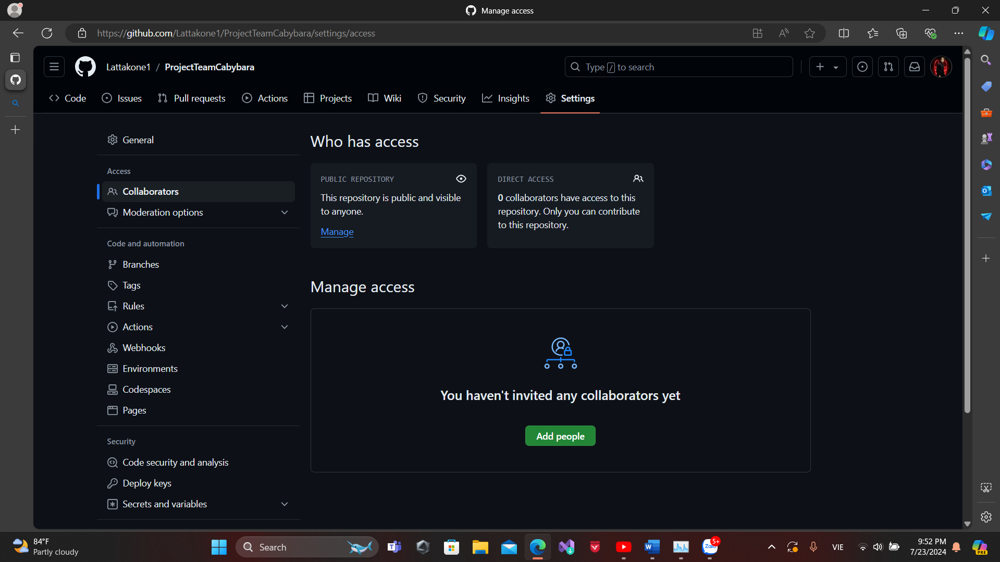 Manage access
https://github.com/Lattakone1/ProjectTeamCabybara/settings/access
Lattakone1 / ProjectTeamCabybara
Type / to search
Code
Issues
Pull requests
Actions
Projects
Wiki
Security
Insights
Settings
General
Access
Collaborators
Moderation options
Code and automation
Branches
Tags
Rules
Actions
Webhooks
Environments
Codespaces
Pages
Security
Code security and analysis
Deploy keys
Secrets and variables
Who has access
PUBLIC REPOSITORY
This repository is public and visible
to anyone.
Manage
DIRECT ACCESS
0 collaborators have access to this
repository. Only you can contribute
to this repository.
Manage access
You haven't invited any collaborators yet
Add people
84°F
Partly cloudy
Search
Zalo
5+
VIE
9:52 PM
7/23/2024
PRE